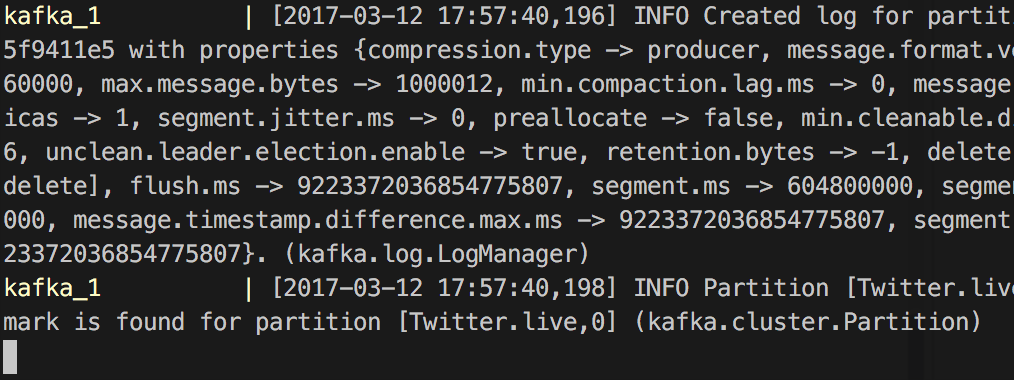 kafka_1          | [2017-03-12 17:57:40,196] INFO Created log for partiti
5f9411e5 with properties {compression.type -> producer, message.format.ve
60000, max.message.bytes -> 1000012, min.compaction.lag.ms -> 0, message
icas -> 1, segment.jitter.ms -> 0, preallocate -> false, min.cleanable.di
6, unclean.leader.election.enable -> true, retention.bytes -> -1, delete
delete], flush.ms -> 9223372036854775807, segment.ms -> 604800000, segmen
000, message.timestamp.difference.max.ms -> 9223372036854775807, segment
23372036854775807}. (kafka.log.LogManager)
kafka_1          | [2017-03-12 17:57:40,198] INFO Partition [Twitter.live
mark is found for partition [Twitter.live,0] (kafka.cluster.Partition)